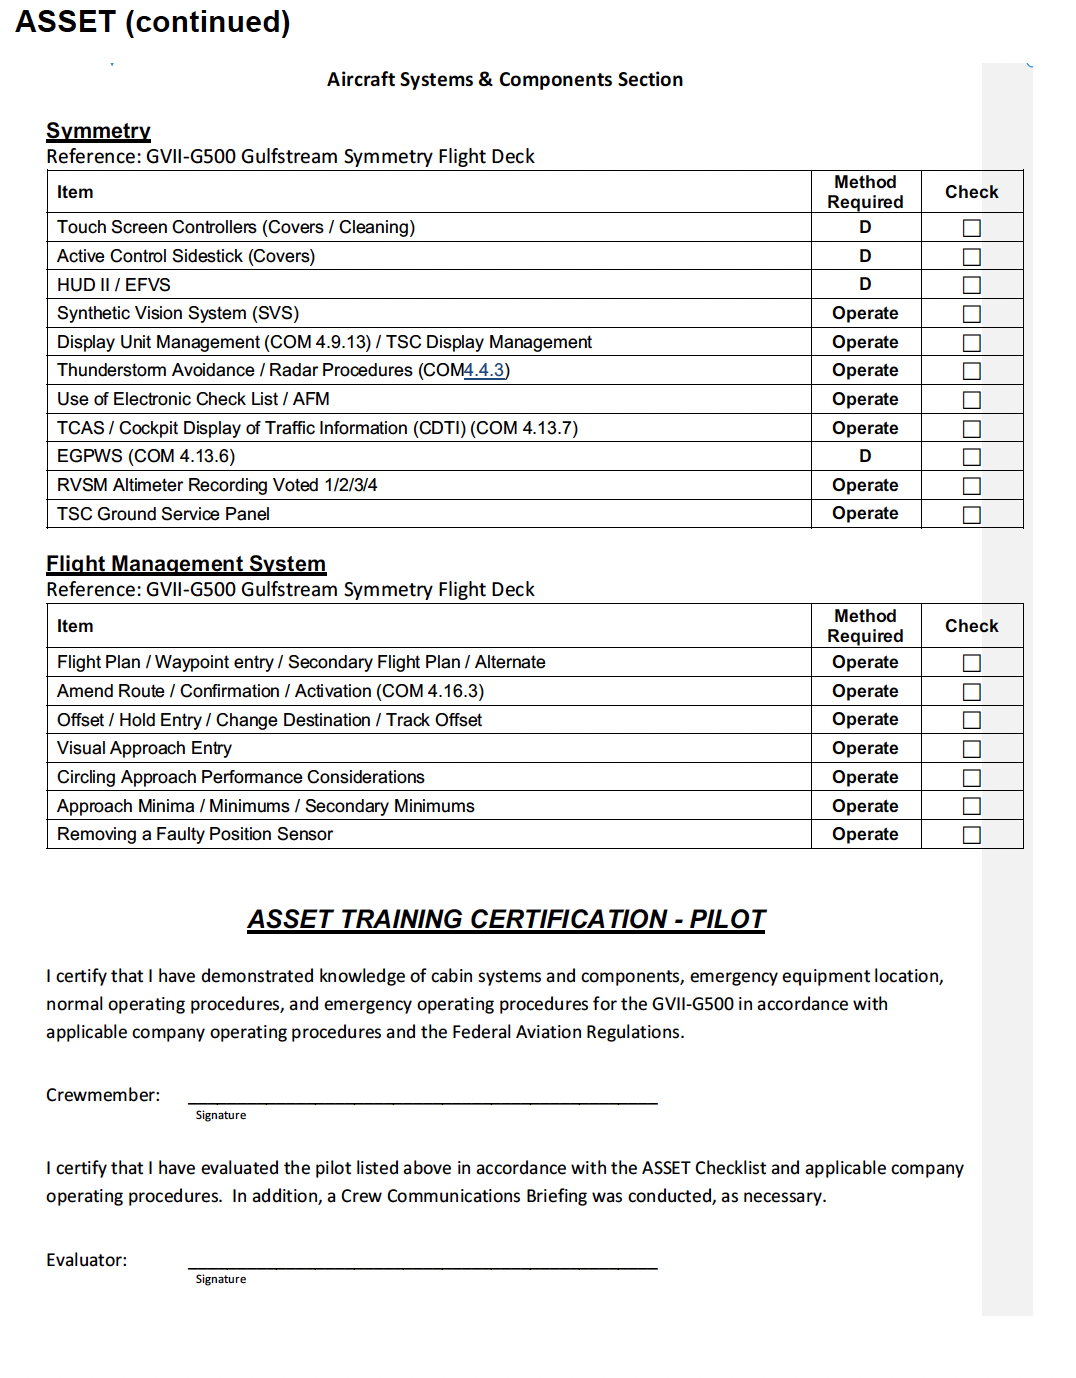 ASSET (continued)
Aircraft Systems & Components Section
Symmetry
Reference: GVII-G500 Gulfstream Symmetry Flight Deck
Item Method Required Check
Touch Screen Controllers (Covers / Cleaning) D ☐
Active Control Sidestick (Covers) D ☐
HUD II / EFVS D ☐
Synthetic Vision System (SVS) Operate ☐
Display Unit Management (COM 4.9.13) / TSC Display Management Operate ☐
Thunderstorm Avoidance / Radar Procedures (COM4.4.3) Operate ☐
Use of Electronic Check List / AFM Operate ☐
TCAS / Cockpit Display of Traffic Information (CDTI) (COM 4.13.7) Operate ☐
EGPWS (COM 4.13.6) D ☐
RVSM Altimeter Recording Voted 1/2/3/4 Operate ☐
TSC Ground Service Panel Operate ☐
Flight Management System
Reference: GVII-G500 Gulfstream Symmetry Flight Deck
Item Method Required Check
Flight Plan / Waypoint entry / Secondary Flight Plan / Alternate Operate ☐
Amend Route / Confirmation / Activation (COM 4.16.3) Operate ☐
Offset / Hold Entry / Change Destination / Track Offset Operate ☐
Visual Approach Entry Operate ☐
Circling Approach Performance Considerations Operate ☐
Approach Minima / Minimums / Secondary Minimums Operate ☐
Removing a Faulty Position Sensor Operate ☐
ASSET TRAINING CERTIFICATION - PILOT
I certify that I have demonstrated knowledge of cabin systems and components, emergency equipment location,
normal operating procedures, and emergency operating procedures for the GVII-G500 in accordance with
applicable company operating procedures and the Federal Aviation Regulations.
Crewmember:
Signature
I certify that I have evaluated the pilot listed above in accordance with the ASSET Checklist and applicable company
operating procedures. In addition, a Crew Communications Briefing was conducted, as necessary.
Evaluator:
Signature